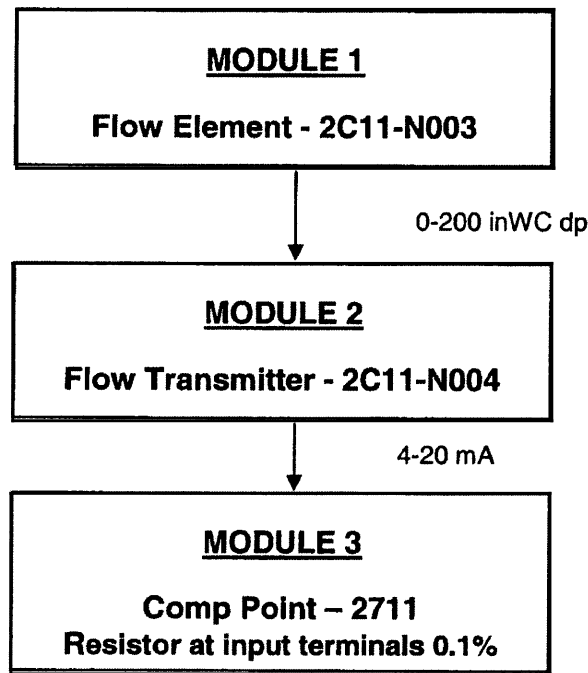 MODULE 1
Flow Element - 2C11-N003
0-200 inWC dp
MODULE 2
Flow Transmitter - 2C11-N004
4-20 mA
MODULE 3
Comp Point – 2711
Resistor at input terminals 0.1%